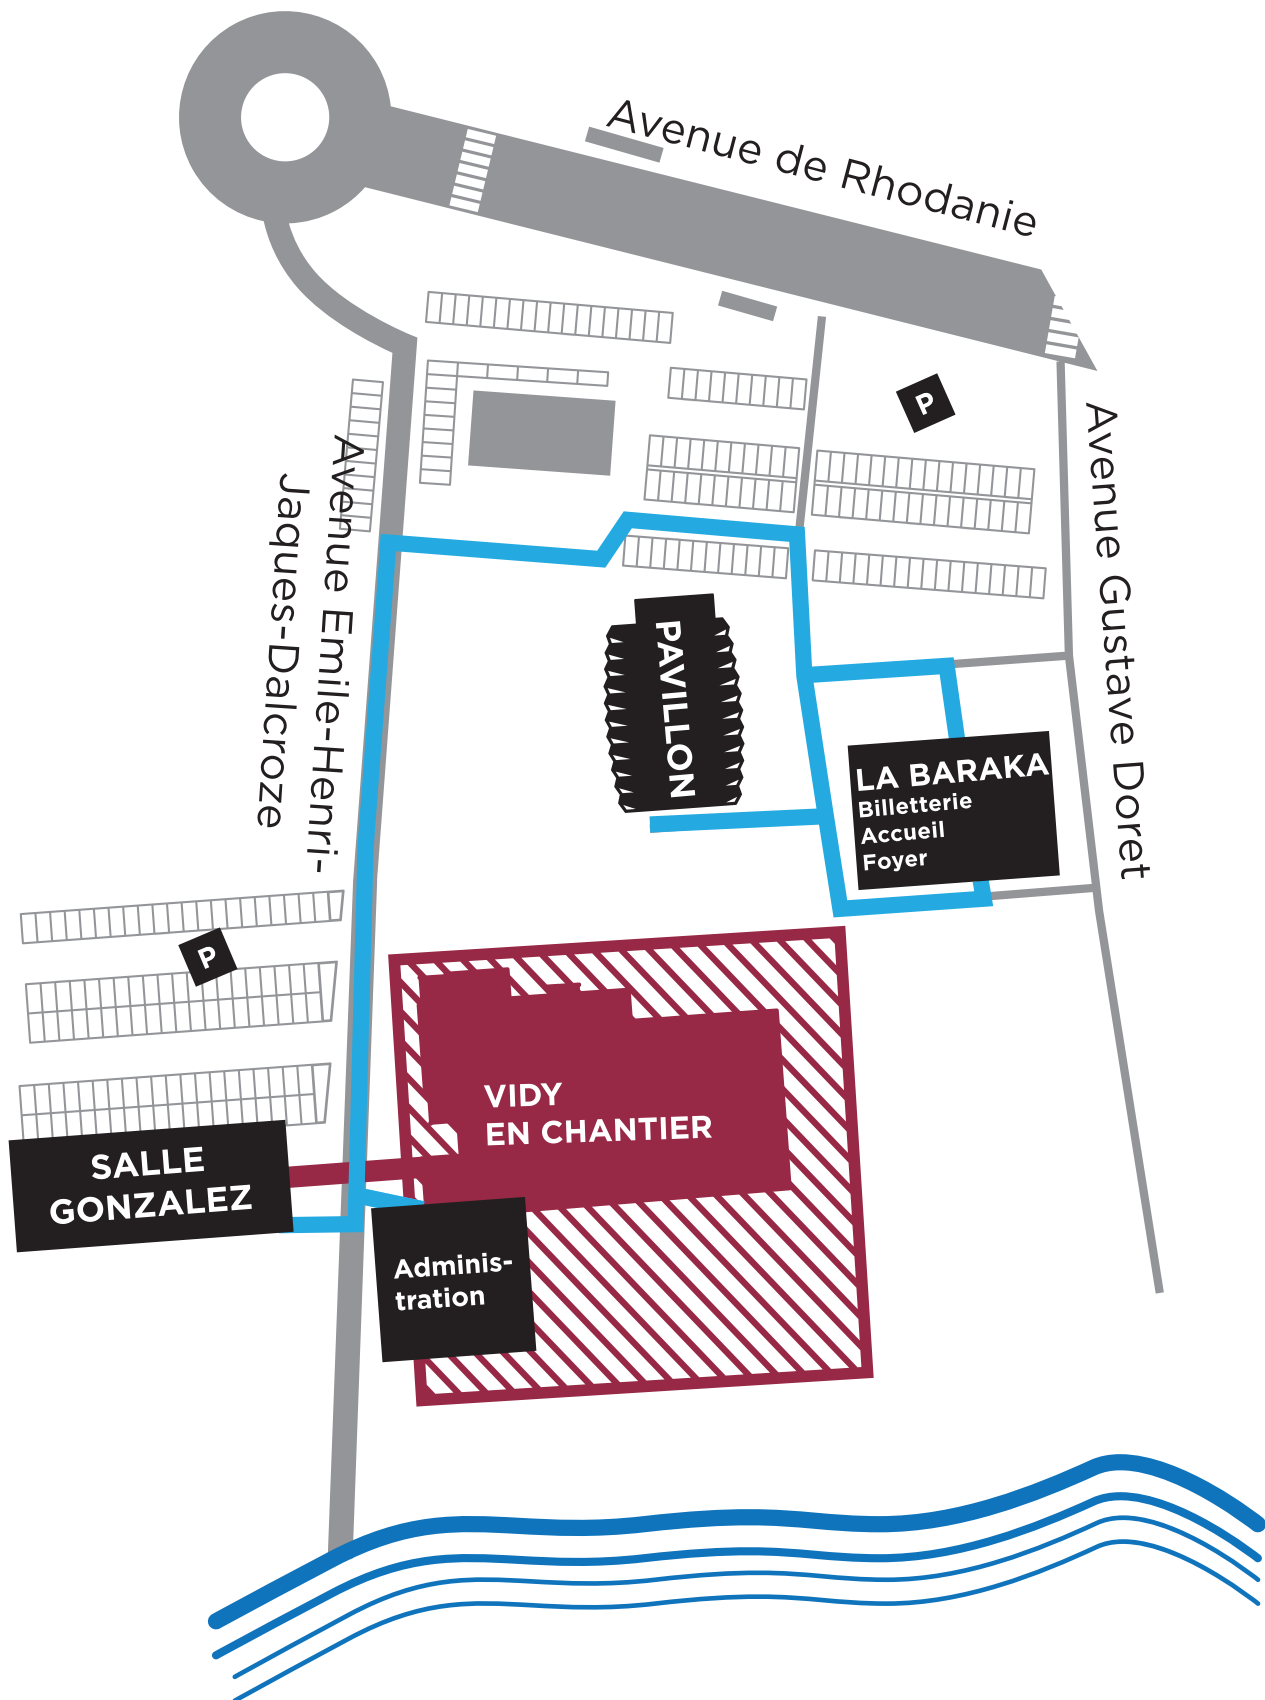 Avenue de Rhodanie
P
Avenue Gustave Doret
Avenue Emile-Henri-
Jaques-Dalcroze
PAVILLON
LA BARAKA
Billetterie
Accueil
Foyer
P
VIDY
EN CHANTIER
SALLE
GONZALEZ
Adminis-
tration